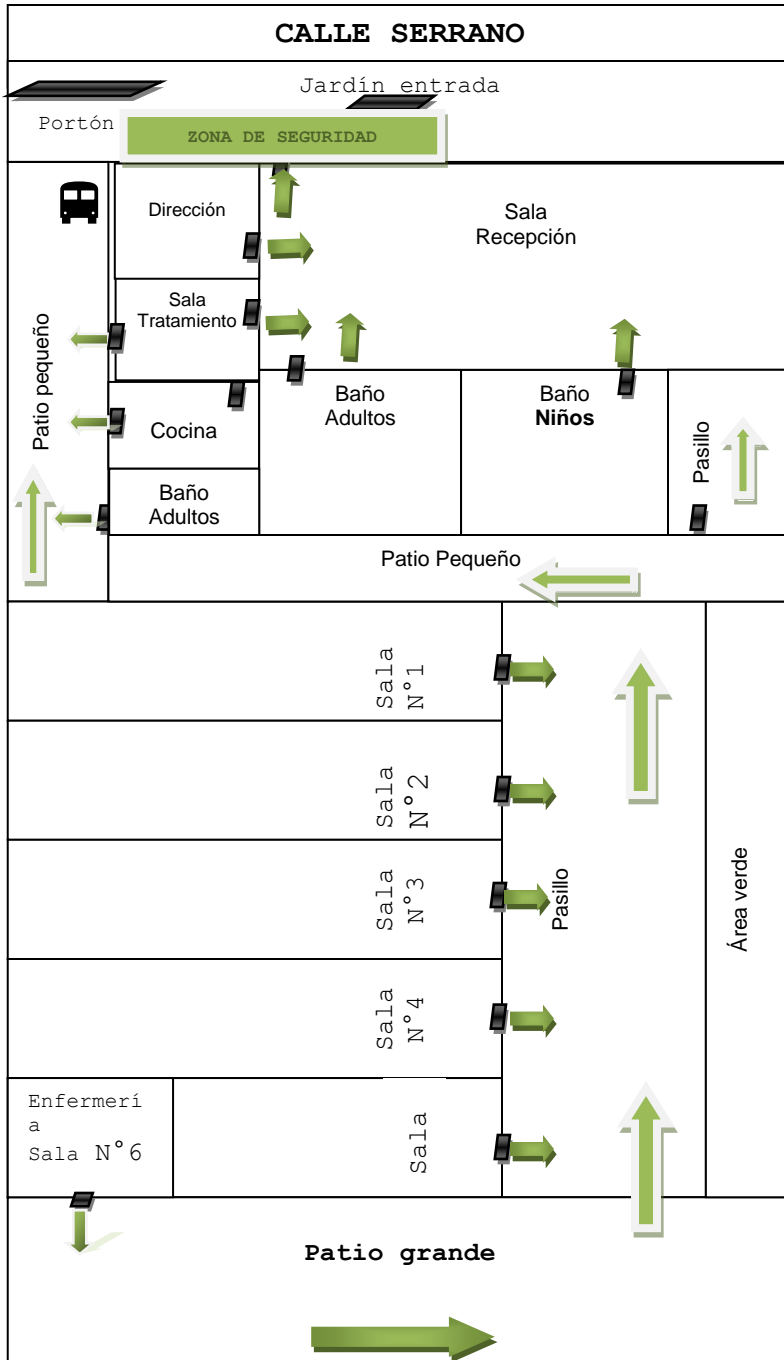 CALLE SERRANO
Jardín entrada
Portón
ZONA DE SEGURIDAD
Dirección
Sala
Recepción
Sala
Tratamiento
Patio pequeño
Cocina
Baño
Adultos
Baño
Adultos
Baño
Niños
Pasillo
Patio Pequeño
Sala
N°1
Sala
N°2
Sala
N°3
Sala
N°4
Pasillo
Área verde
Enfermerí
a
Sala N°6
Sala
Patio grande